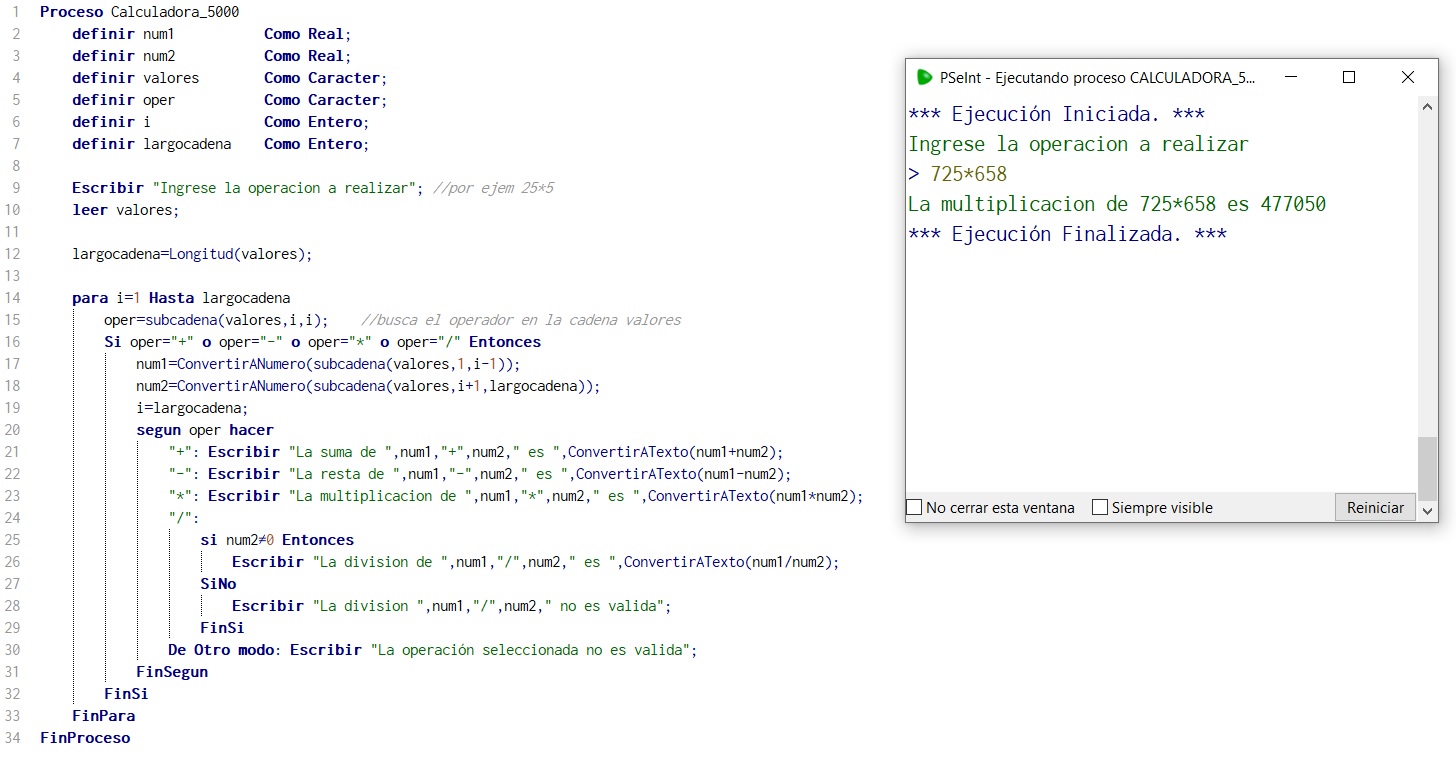 1 Proceso Calculadora_5000
2 definir num1 Como Real;
3 definir num2 Como Real;
4 definir valores Como Caracter;
5 definir oper Como Caracter;
6 definir i Como Entero;
7 definir largocadena Como Entero;
8
9 Escribir "Ingrese la operacion a realizar"; //por ejem 25*5
10 leer valores;
11
12 largocadena=Longitud(valores);
13
14 para i=1 Hasta largocadena
15 oper=subcadena(valores,i,i); //busca el operador en la cadena valores
16 Si oper="+" o oper="-" o oper="*" o oper="/" Entonces
17 num1=ConvertirANumero(subcadena(valores,1,i-1));
18 num2=ConvertirANumero(subcadena(valores,i+1,largocadena));
19 i=largocadena;
20 segun oper hacer
21 "+": Escribir "La suma de ",num1,"+",num2," es ",ConvertirATexto(num1+num2);
22 "-": Escribir "La resta de ",num1,"-",num2," es ",ConvertirATexto(num1-num2);
23 "*": Escribir "La multiplicacion de ",num1,"*",num2," es ",ConvertirATexto(num1*num2);
24 "/":
25 si num2≠0 Entonces
26 Escribir "La division de ",num1,"/",num2," es ",ConvertirATexto(num1/num2);
27 SiNo
28 Escribir "La division ",num1,"/",num2," no es valida";
29 FinSi
30 De Otro modo: Escribir "La operación seleccionada no es valida";
31 FinSegun
32 FinSi
33 FinPara
34 FinProceso
PSeInt - Ejecutando proceso CALCULADORA_5...
*** Ejecución Iniciada. ***
Ingrese la operacion a realizar
> 725*658
La multiplicacion de 725*658 es 477050
*** Ejecución Finalizada. ***
No cerrar esta ventana Siempre visible Reiniciar